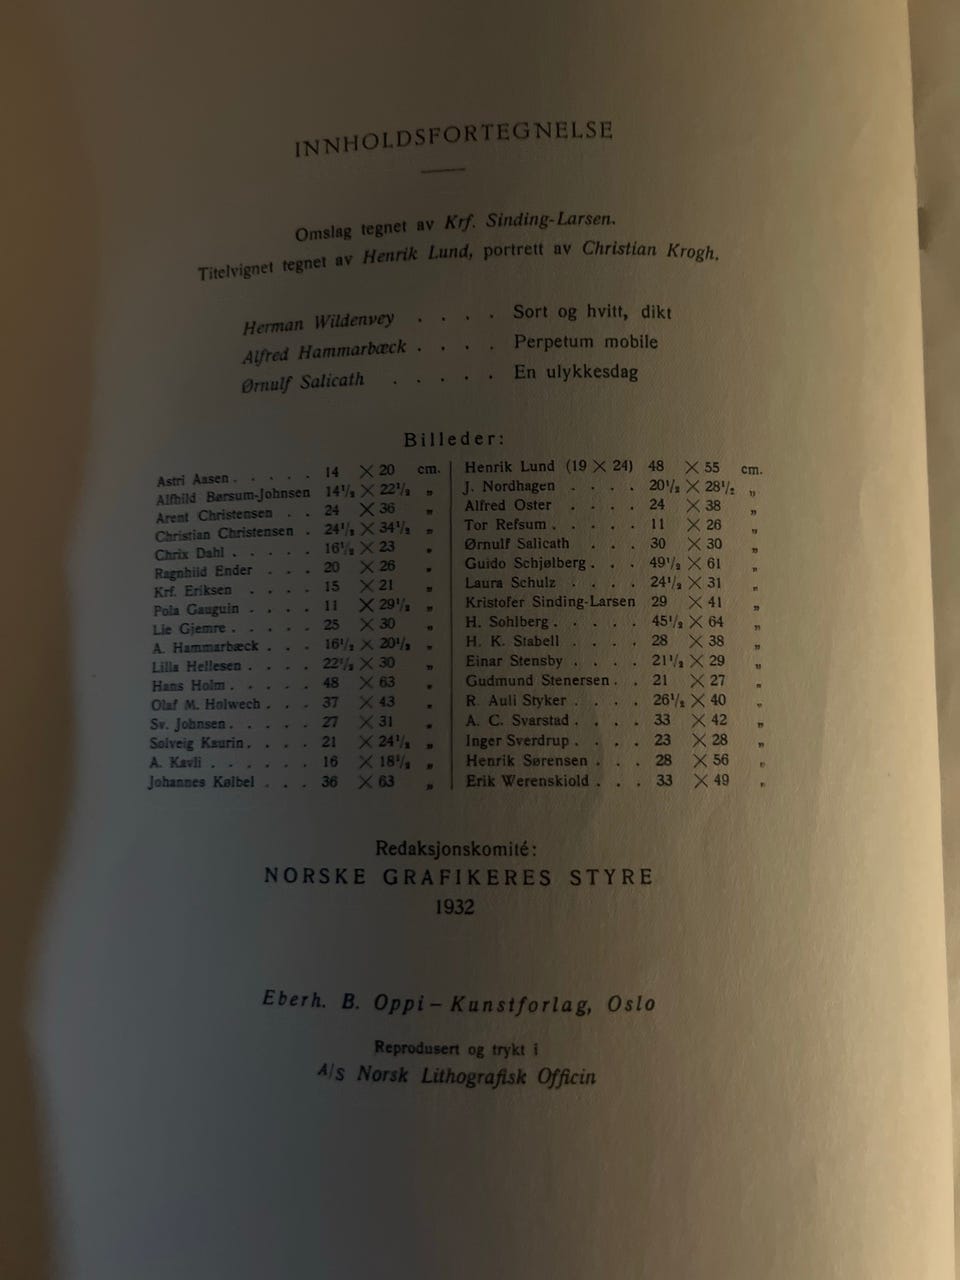 INNHOLDSFORTEGNELSE
Omslag tegnet av Krf. Sinding-Larsen.
Titelvignet tegnet av Henrik Lund, portrett av Christian Krogh.
Herman Wildenvey . . . . Sort og hvitt, dikt
Alfred Hammarbæck . . . . Perpetum mobile
Ørnulf Salicath . . . . . En ulykkesdag
Billeder:
Astri Aasen . . . . . 14 × 20 cm.
Alfhild Børsum-Johnsen 14½ × 22½ „
Arent Christensen . . 24 × 36 „
Christian Christensen . 24½ × 34½ „
Chrix Dahl . . . . . 16½ × 23 „
Ragnhild Ender . . . 20 × 26 „
Krf. Eriksen . . . . 15 × 21 „
Pola Gauguin . . . . 11 × 29½ „
Lie Gjemre . . . . . 25 × 30 „
A. Hammarbæck . . . 16½ × 20½ „
Lilla Hellesen . . . . 22½ × 30 „
Hans Holm . . . . . 48 × 63 „
Olaf M. Holwech . . . 37 × 43 „
Sv. Johnsen . . . . . 27 × 31 „
Solveig Kaurin . . . . 21 × 24½ „
A. Kavli . . . . . . 16 × 18½ „
Johannes Kølbel . . . 36 × 63 „
Henrik Lund (19 × 24) 48 × 55 cm.
J. Nordhagen . . . . 20½ × 28½ „
Alfred Oster . . . . 24 × 38 „
Tor Refsum . . . . . 11 × 26 „
Ørnulf Salicath . . . 30 × 30 „
Guido Schjølberg . . . 49½ × 61 „
Laura Schulz . . . . 24½ × 31 „
Kristofer Sinding-Larsen 29 × 41 „
H. Sohlberg . . . . . 45½ × 64 „
H. K. Stabell . . . . 28 × 38 „
Einar Stensby . . . . 21½ × 29 „
Gudmund Stenersen . . 21 × 27 „
R. Auli Styker . . . . 26½ × 40 „
A. C. Svarstad . . . . 33 × 42 „
Inger Sverdrup . . . . 23 × 28 „
Henrik Sørensen . . . 28 × 56 „
Erik Werenskiold . . . 33 × 49 „
Redaksjonskomité:
NORSKE GRAFIKERES STYRE
1932
Eberh. B. Oppi – Kunstforlag, Oslo
Reprodusert og trykt i
A/S Norsk Lithografisk Officin